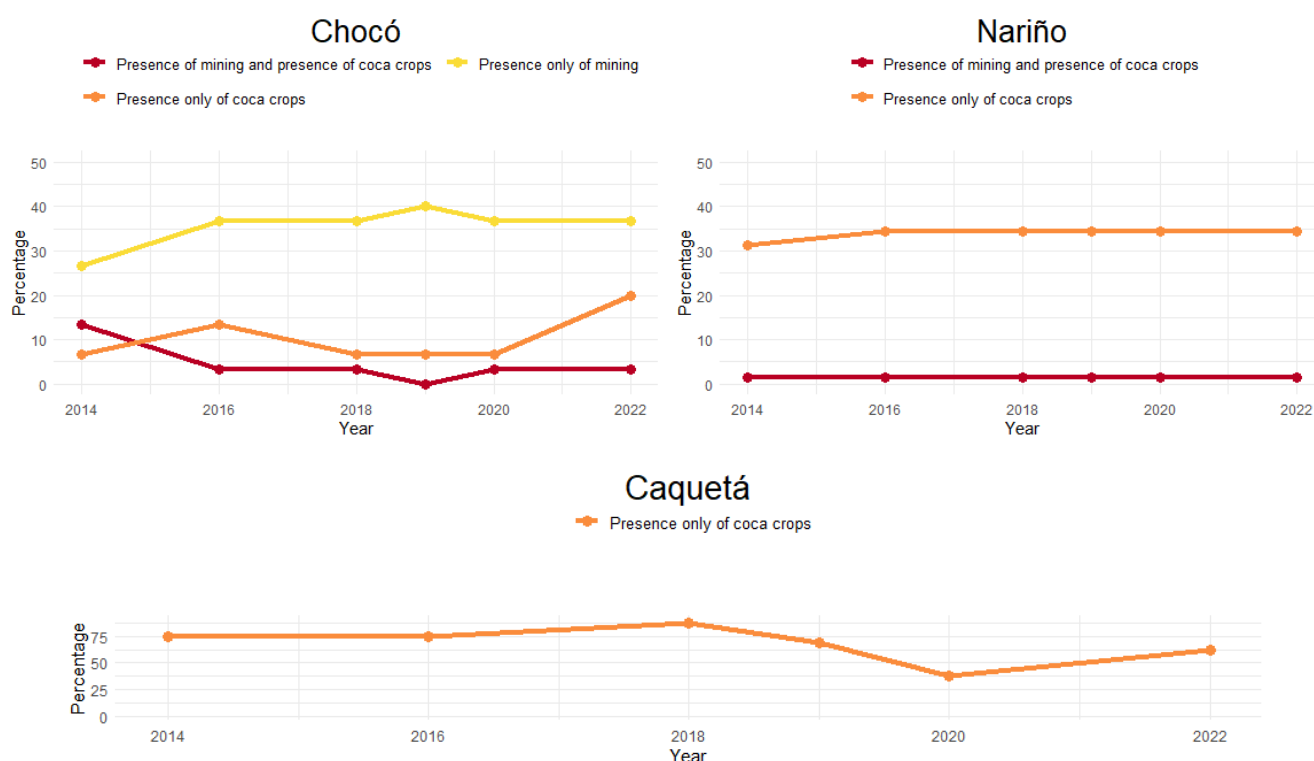 Chocó
Presence of mining and presence of coca crops
Presence only of mining
Presence only of coca crops
50
40
30
20
10
0
Percentage
2014
2016
2018
2020
2022
Year
Nariño
Presence of mining and presence of coca crops
Presence only of coca crops
50
40
30
20
10
0
Percentage
2014
2016
2018
2020
2022
Year
Caquetá
Presence only of coca crops
75
50
25
0
Percentage
2014
2016
2018
2020
2022
Year